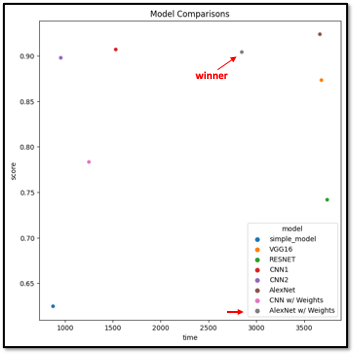 Model Comparisons
winner
0.90
0.85
0.80
0.75
0.70
0.65
score
model
simple_model
VGG16
RESNET
CNN1
CNN2
AlexNet
CNN w/ Weights
AlexNet w/ Weights
1000 1500 2000 2500 3000 3500
time